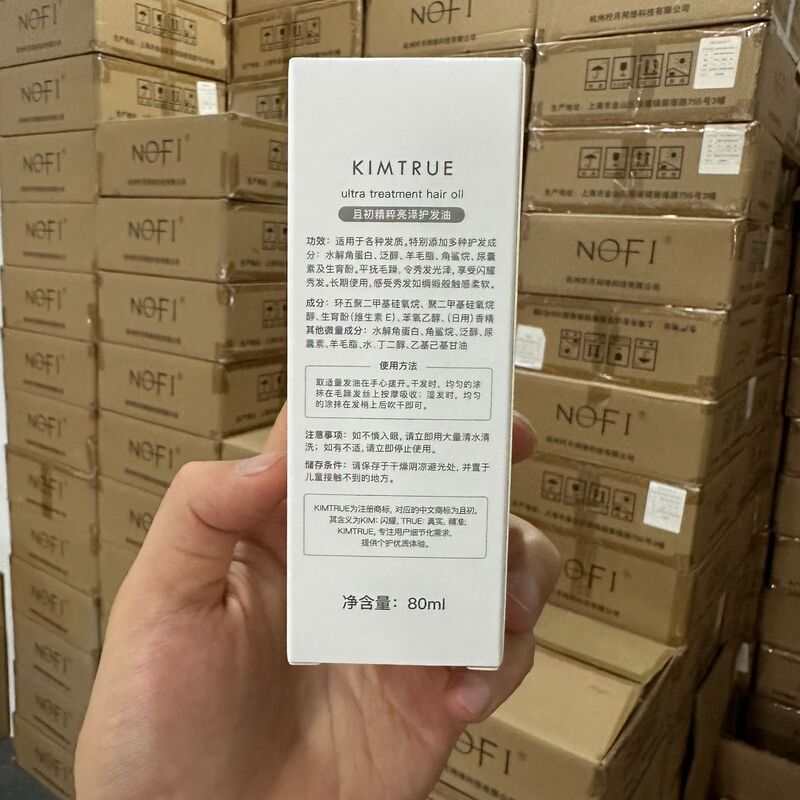 KIMTRUE
ultra treatment hair oil
且初精粹亮泽护发油
功效：适用于各种发质。特别添加多种护发成
分：水解角蛋白、泛醇、羊毛脂、角鲨烷、尿囊
素及生育酚。平抚毛躁，令秀发光泽，享受闪耀
秀发。长期使用，感受秀发如绸缎般触感柔软。
成分：环五聚二甲基硅氧烷、聚二甲基硅氧烷
醇、生育酚（维生素E）、苯氧乙醇、（日用）香精
其他微量成分：水解角蛋白、角鲨烷、泛醇、尿
囊素、羊毛脂、水、丁二醇、乙基己基甘油
使用方法
取适量发油在手心搓开。干发时，均匀的涂
抹在毛躁发丝上按摩吸收；湿发时，均匀
的涂抹在发梢上后吹干即可。
注意事项：如不慎入眼，请立即用大量清水清
洗；如有不适，请立即停止使用。
储存条件：请保存于干燥阴凉避光处，并置于
儿童接触不到的地方。
KIMTRUE为注册商标，对应的中文商标为且初。
其含义为KIM：闪耀，TRUE：真实、精准；
KIMTRUE，专注用户细节化需求，
提供个护优质体验。
净含量：80ml
NOFI
NOFI
NOFI
NOFI
NOFI
NOFI
NOFI